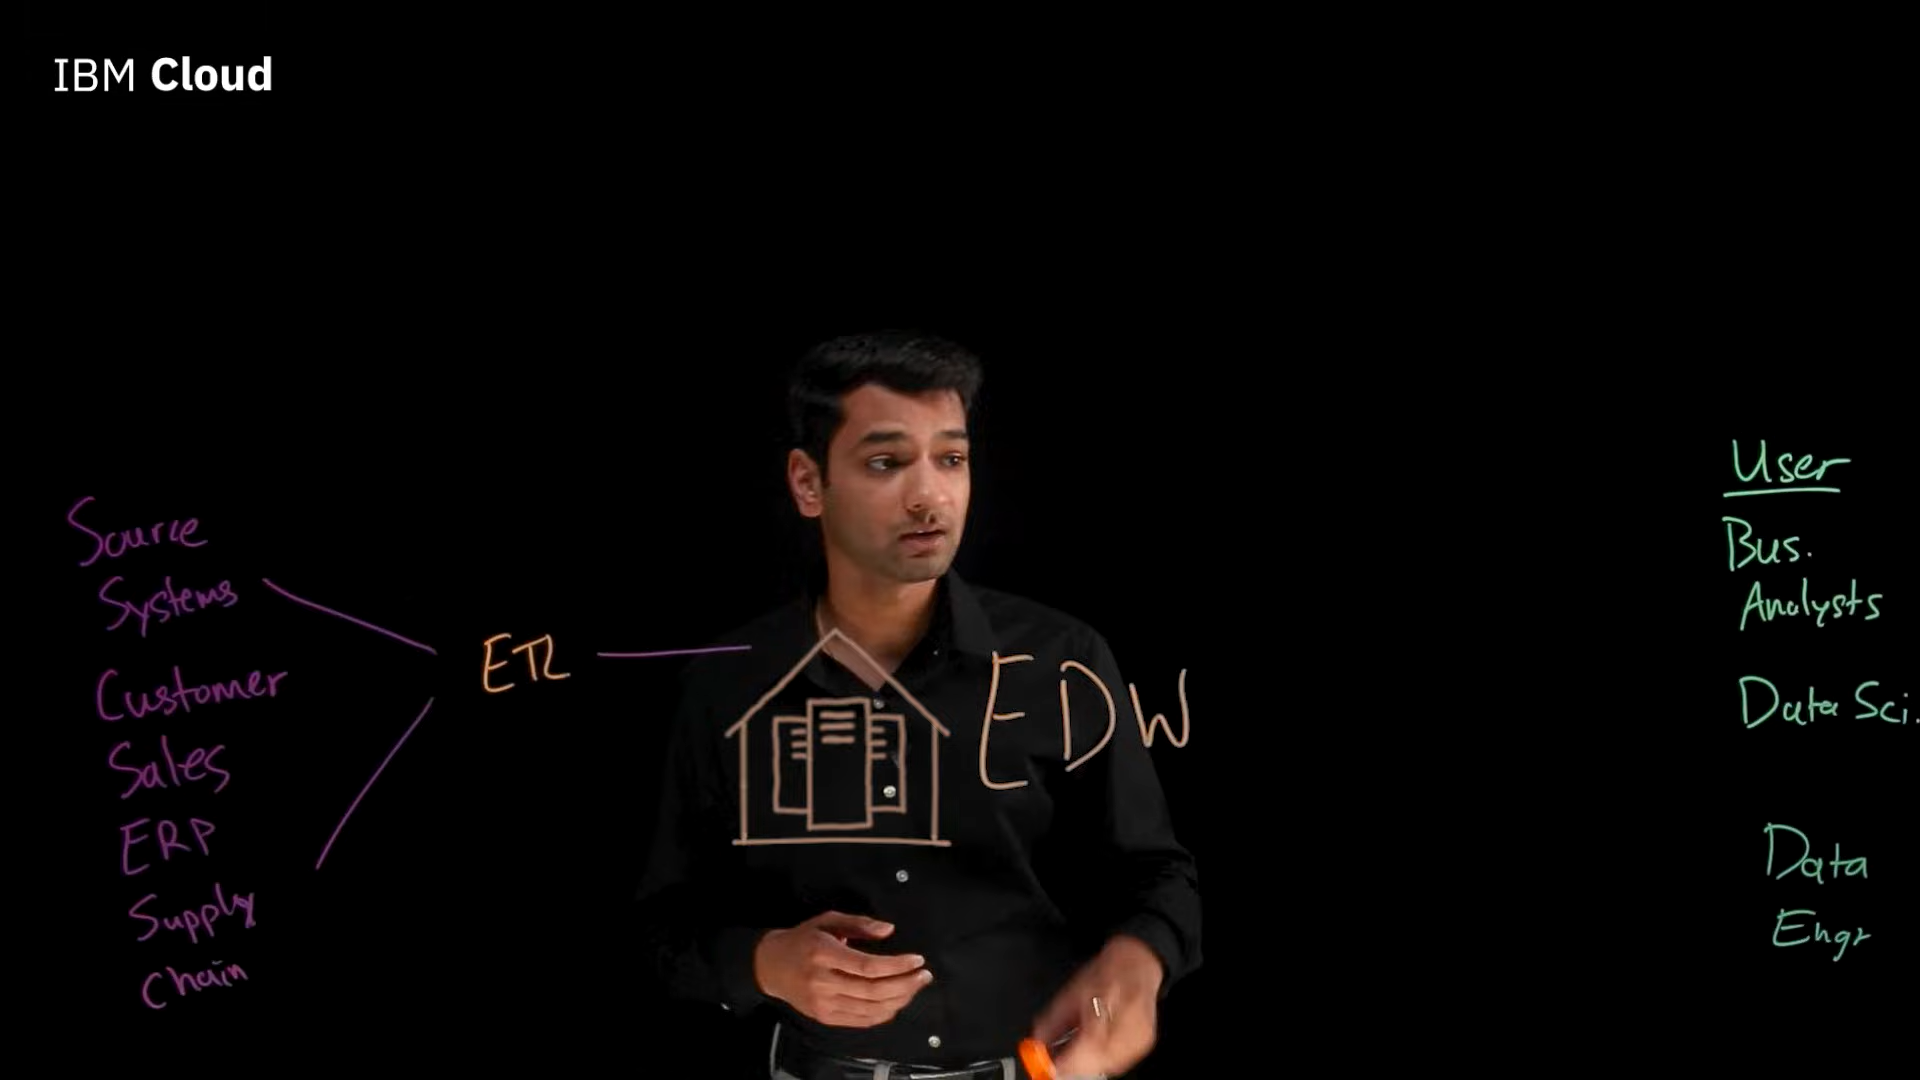 IBM Cloud
Source
Systems
Customer
Sales
ERP
Supply
Chain
ETL
EDW
User
Bus.
Analysts
Data Sci.
Data
Engr